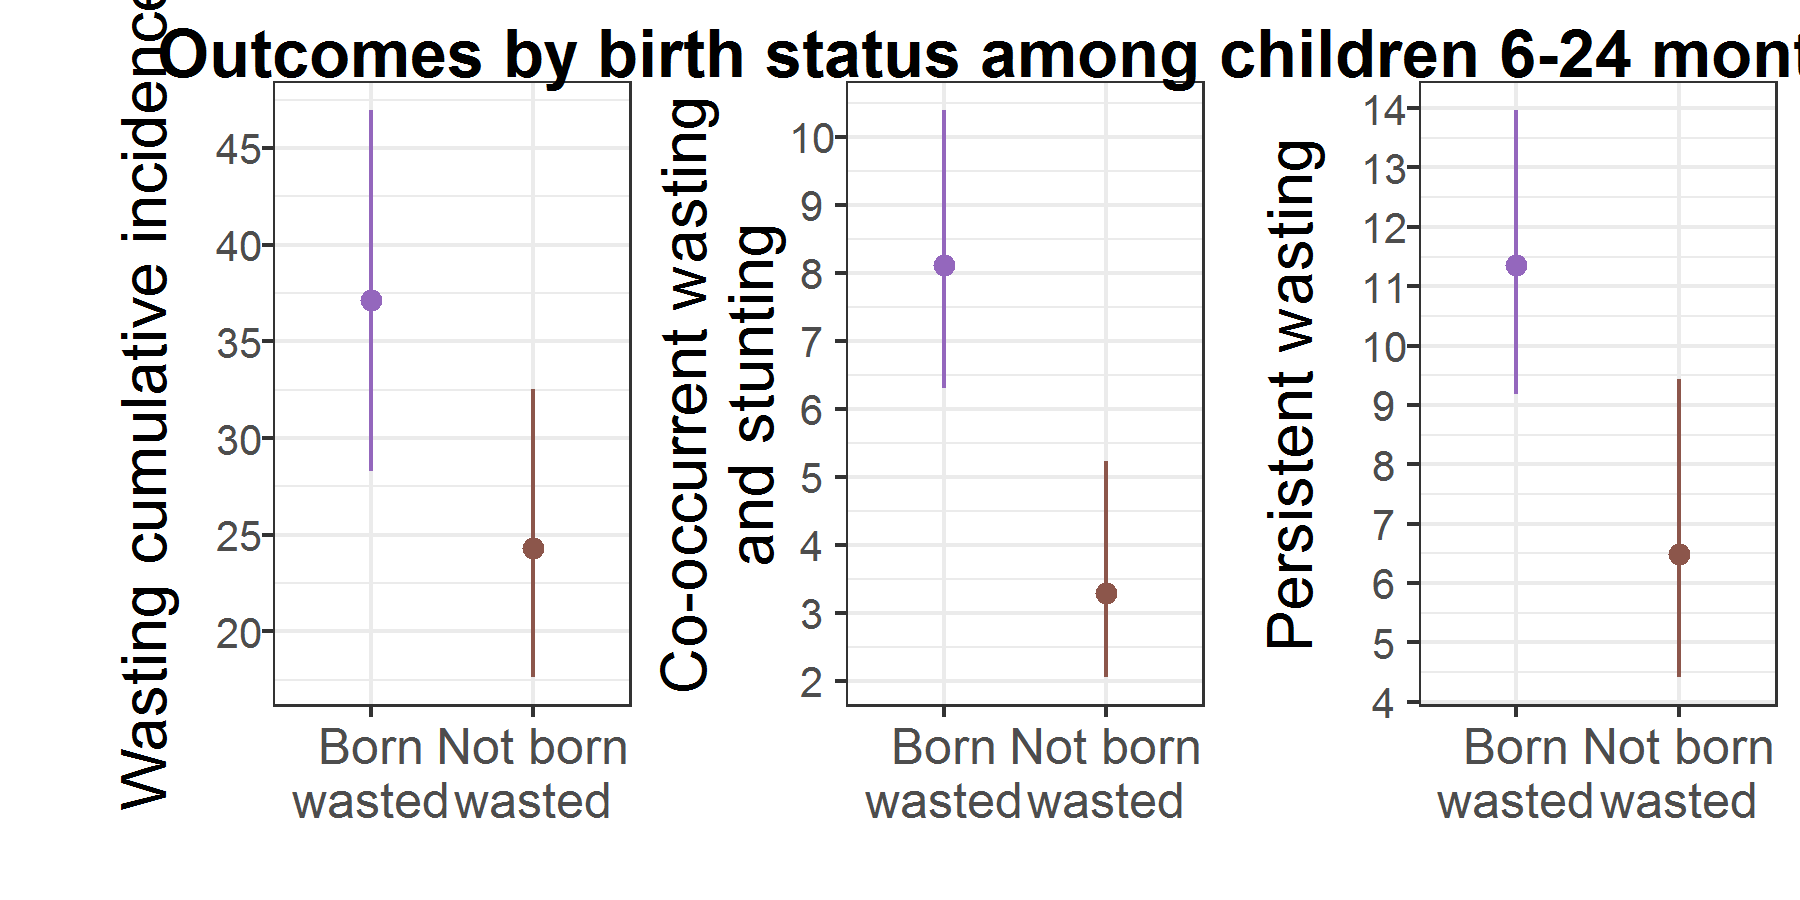 Outcomes by birth status among children 6-24
Wasting cumulative incidence
45
40
35
30
25
20
Born Not born
wasted wasted
Co-occurrent wasting
and stunting
10
9
8
7
6
5
4
3
2
Born Not born
wasted wasted
Persistent wasting
14
13
12
11
10
9
8
7
6
5
4
Born Not born
wasted wasted